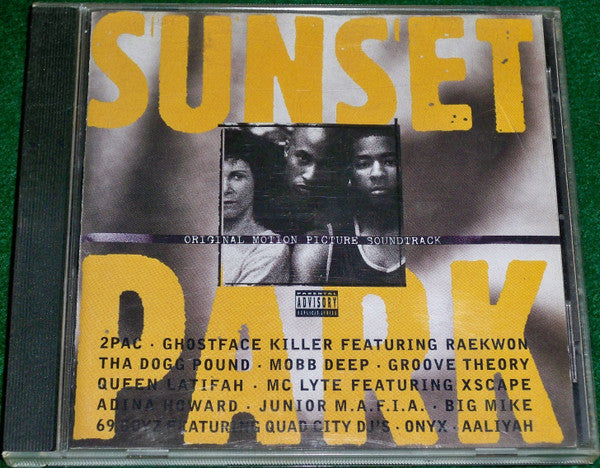 SUNSET
ORIGINAL MOTION PICTURE SOUNDTRACK
PARENTAL
ADVISORY
EXPLICIT LYRICS
PARK
2PAC · GHOSTFACE KILLER FEATURING RAEKWON
THA DOGG POUND · MOBB DEEP · GROOVE THEORY
QUEEN LATIFAH · MC LYTE FEATURING XSCAPE
ADINA HOWARD · JUNIOR M.A.F.I.A. · BIG MIKE
69 BOYZ FEATURING QUAD CITY DJ'S · ONYX · AALIYAH